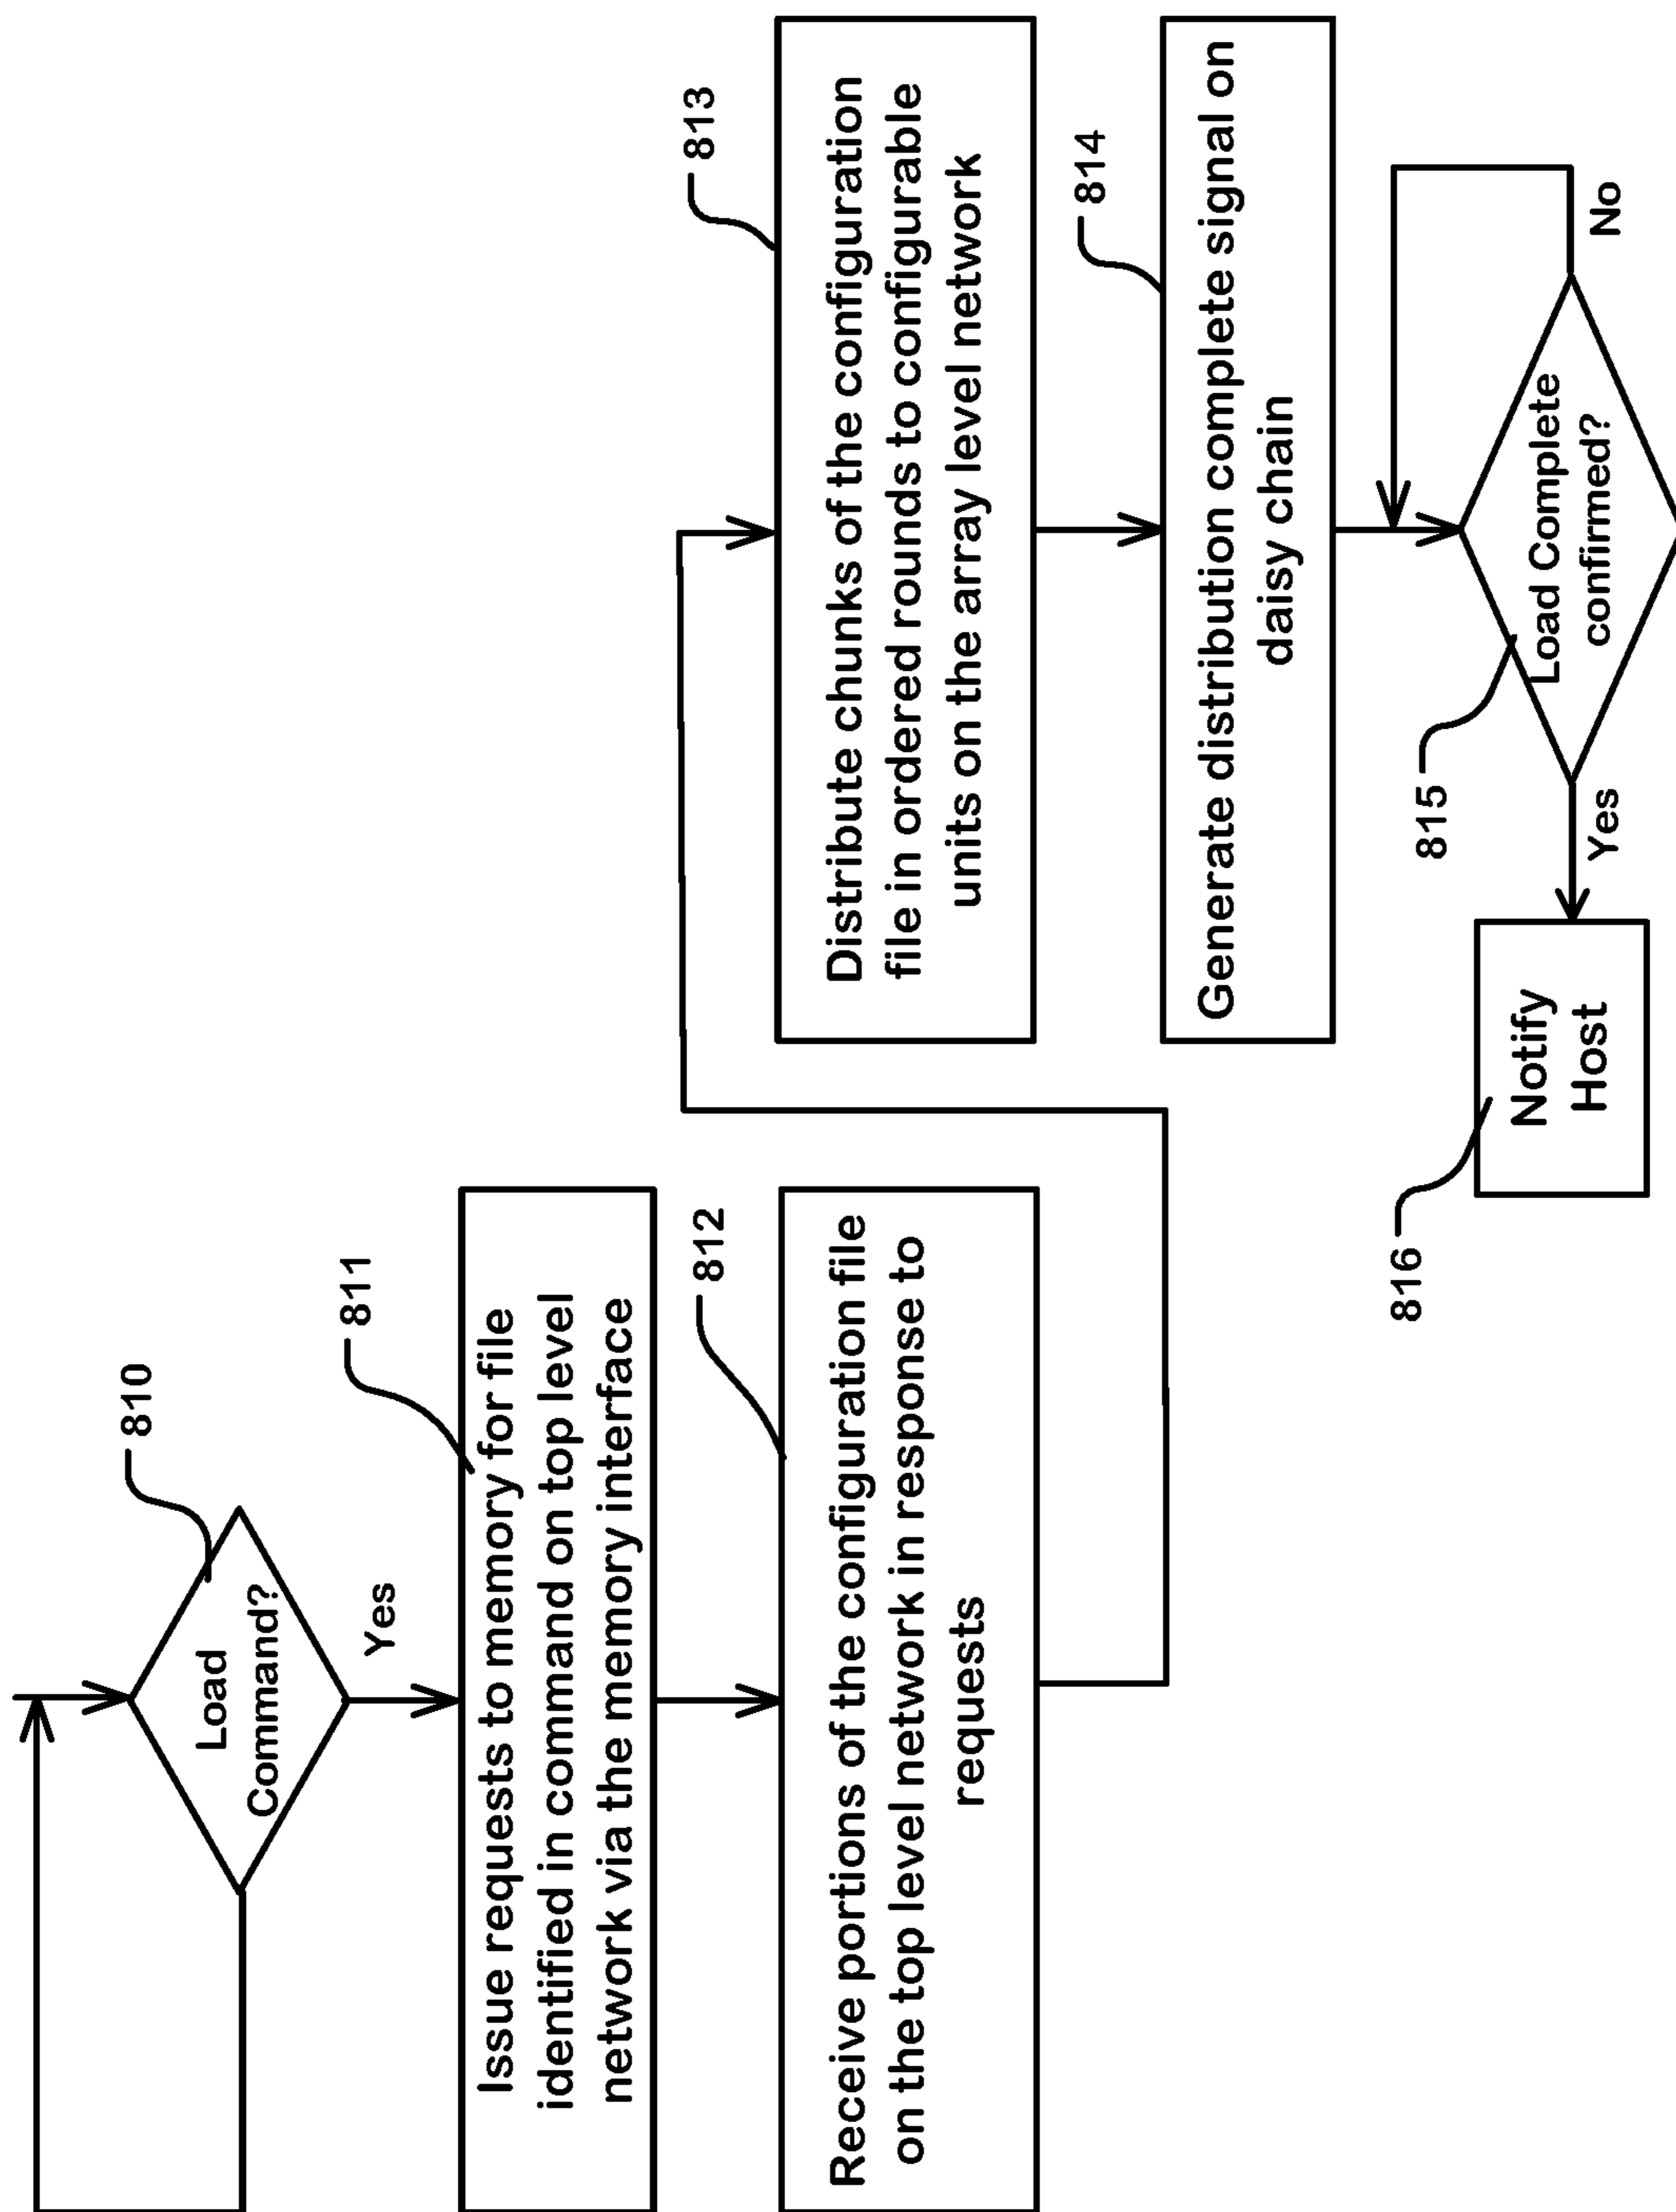 810
Load
Command?
Yes
811
Issue requests to memory for file
identified in command on top level
network via the memory interface
812
Receive portions of the configuration file
on the top level network in response to
requests
813
Distribute chunks of the configuration
file in ordered rounds to configurable
units on the array level network
814
Generate distribution complete signal on
daisy chain
815
Load Complete
confirmed?
No
Yes
816
Notify
Host